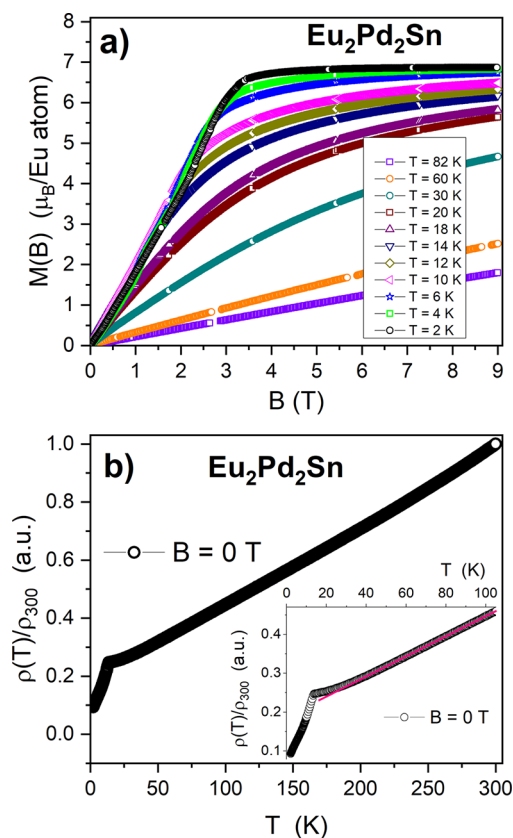 a)
Eu₂Pd₂Sn
M(B) (μ_B/Eu atom)
8
7
6
5
4
3
2
1
0
T = 82 K
T = 60 K
T = 30 K
T = 20 K
T = 18 K
T = 14 K
T = 12 K
T = 10 K
T = 6 K
T = 4 K
T = 2 K
0 1 2 3 4 5 6 7 8 9
B (T)
b)
Eu₂Pd₂Sn
ρ(T)/ρ₃₀₀ (a.u.)
1.0
0.8
0.6
0.4
0.2
0.0
B = 0 T
T (K)
0 20 40 60 80 100
ρ(T)/ρ₃₀₀ (a.u.)
0.4
0.3
0.2
0.1
B = 0 T
0 50 100 150 200 250 300
T (K)